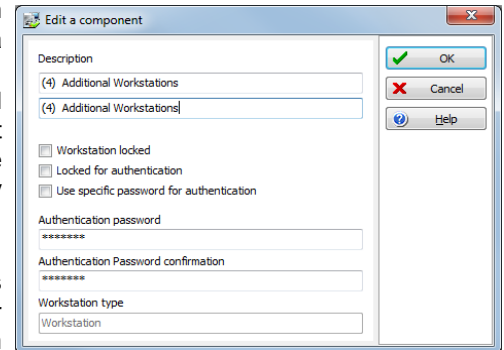 Edit a component
Description
(4) Additional Workstations
(4) Additional Workstations
Workstation locked
Locked for authentication
Use specific password for authentication
Authentication password
*******
Authentication Password confirmation
*******
Workstation type
Workstation
OK
Cancel
Help